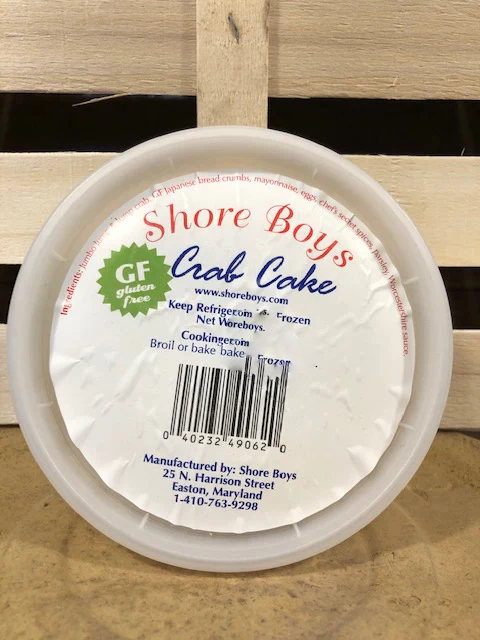 Ingredients: Jumbo lump crab, GF Japanese bread crumbs, mayonnaise, eggs, chef's secret spices, parsley Worcestershire sauce.
Shore Boys
GF
gluten
free
Crab Cake
www.shoreboys.com
Keep Refrige
rozen
Net
Cooking
Broil or bake bake
Frozen
0 40232 49062 0
Manufactured by: Shore Boys
25 N. Harrison Street
Easton, Maryland
1-410-763-9298